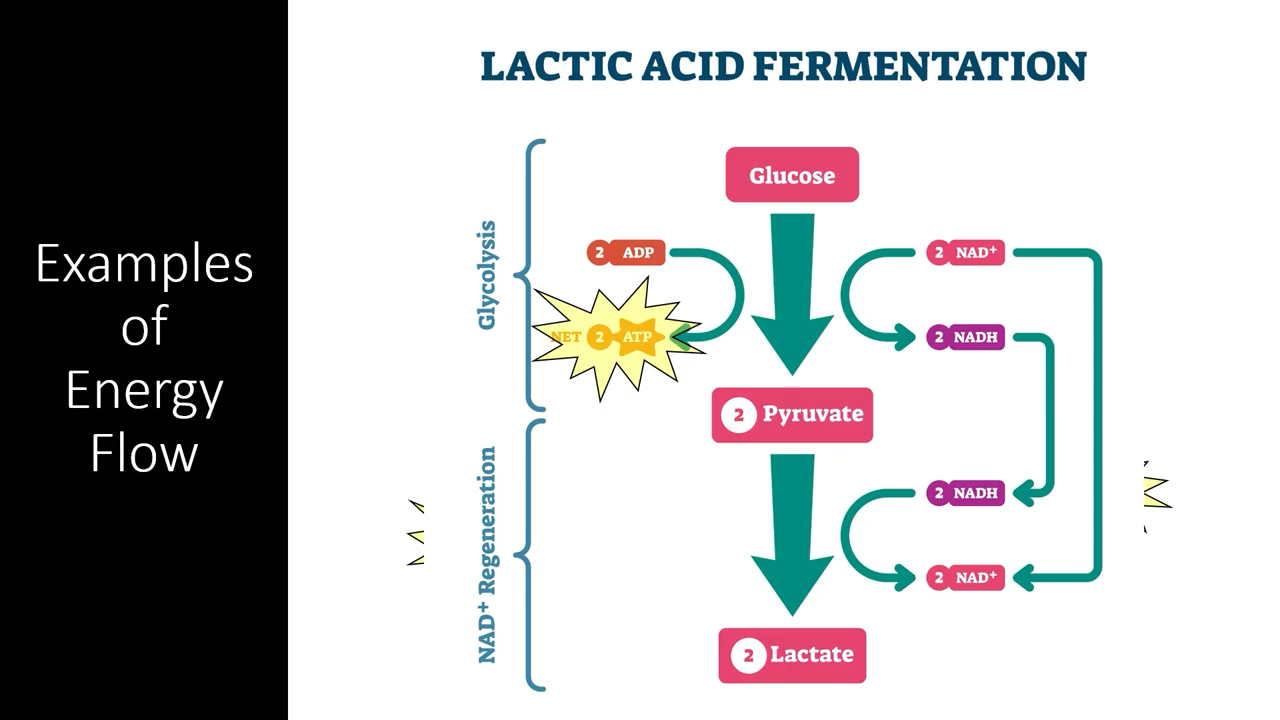 Examples
of
Energy
Flow
LACTIC ACID FERMENTATION
Glycolysis
Glucose
2 ADP
2 NAD⁺
NET 2 ATP
2 NADH
2 Pyruvate
NAD⁺ Regeneration
2 NADH
2 NAD⁺
2 Lactate